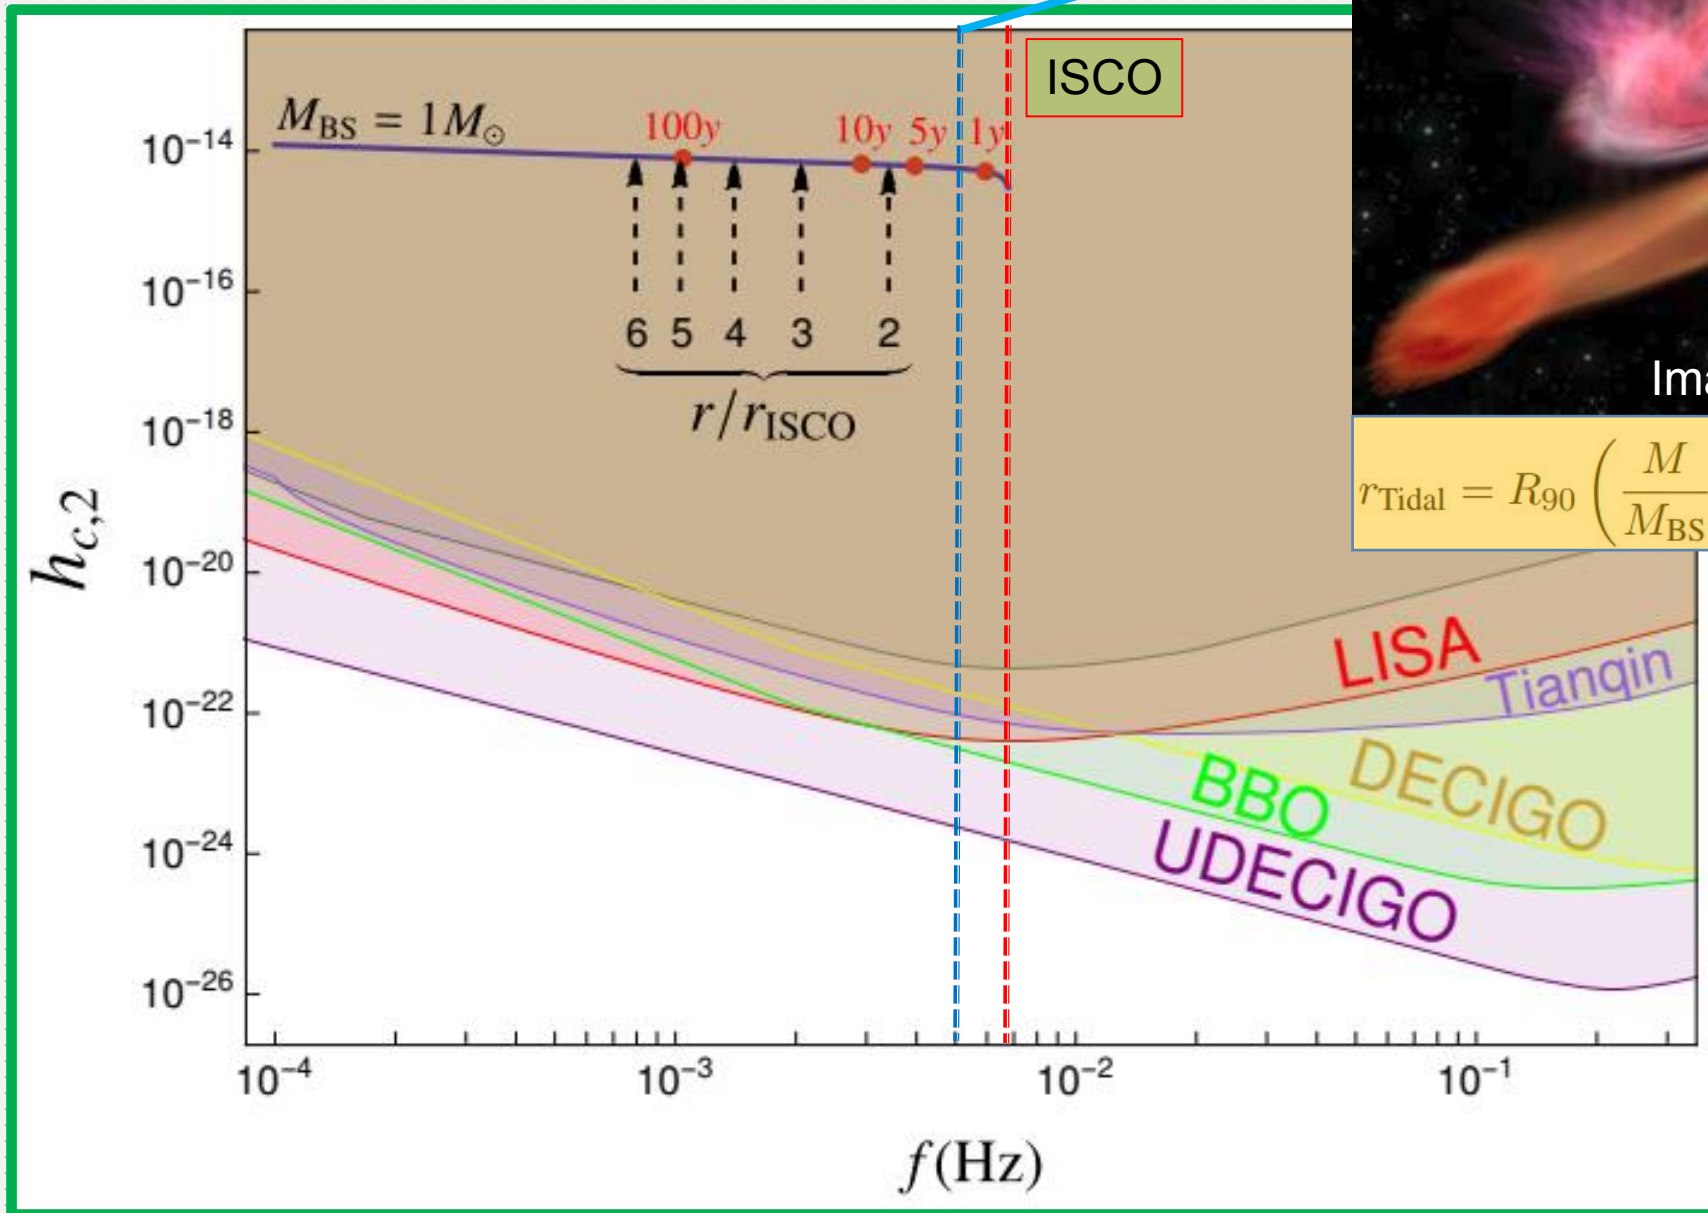 ISCO
M_BS = 1M_⊙
100y 10y 5y 1y
6 5 4 3 2
r/r_ISCO
10^−14
10^−16
10^−18
10^−20
10^−22
10^−24
10^−26
h_c,2
LISA
Tianqin
DECIGO
BBO
UDECIGO
10^−4 10^−3 10^−2 10^−1
f(Hz)
r_Tidal = R_90 ( M / M_BS